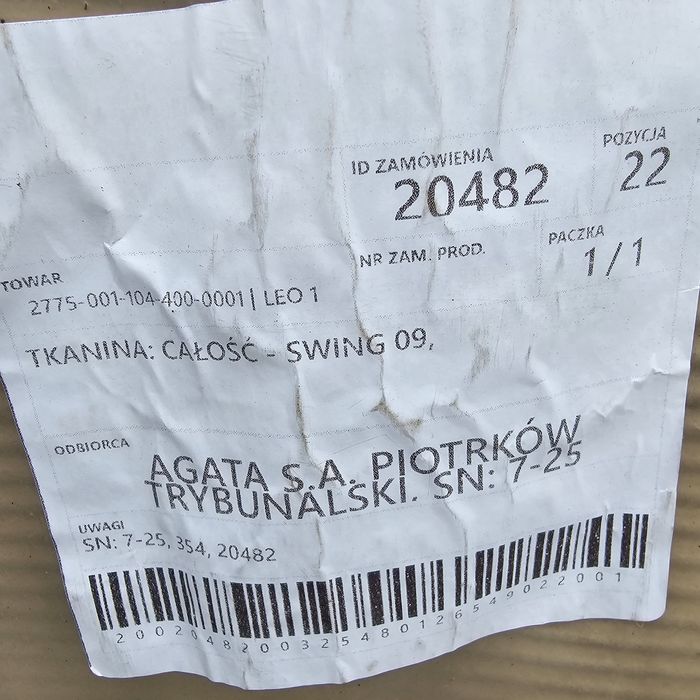 ID ZAMÓWIENIA
20482
POZYCJA
22
NR ZAM. PROD.
PACZKA
1 / 1
TOWAR
2775-001-104-400-0001 | LEO 1
TKANINA: CAŁOŚĆ - SWING 09,
ODBIORCA
AGATA S.A. PIOTRKÓW
TRYBUNALSKI. SN: 7-25
UWAGI
SN: 7-25, 354, 20482
2002048200325480126549022001